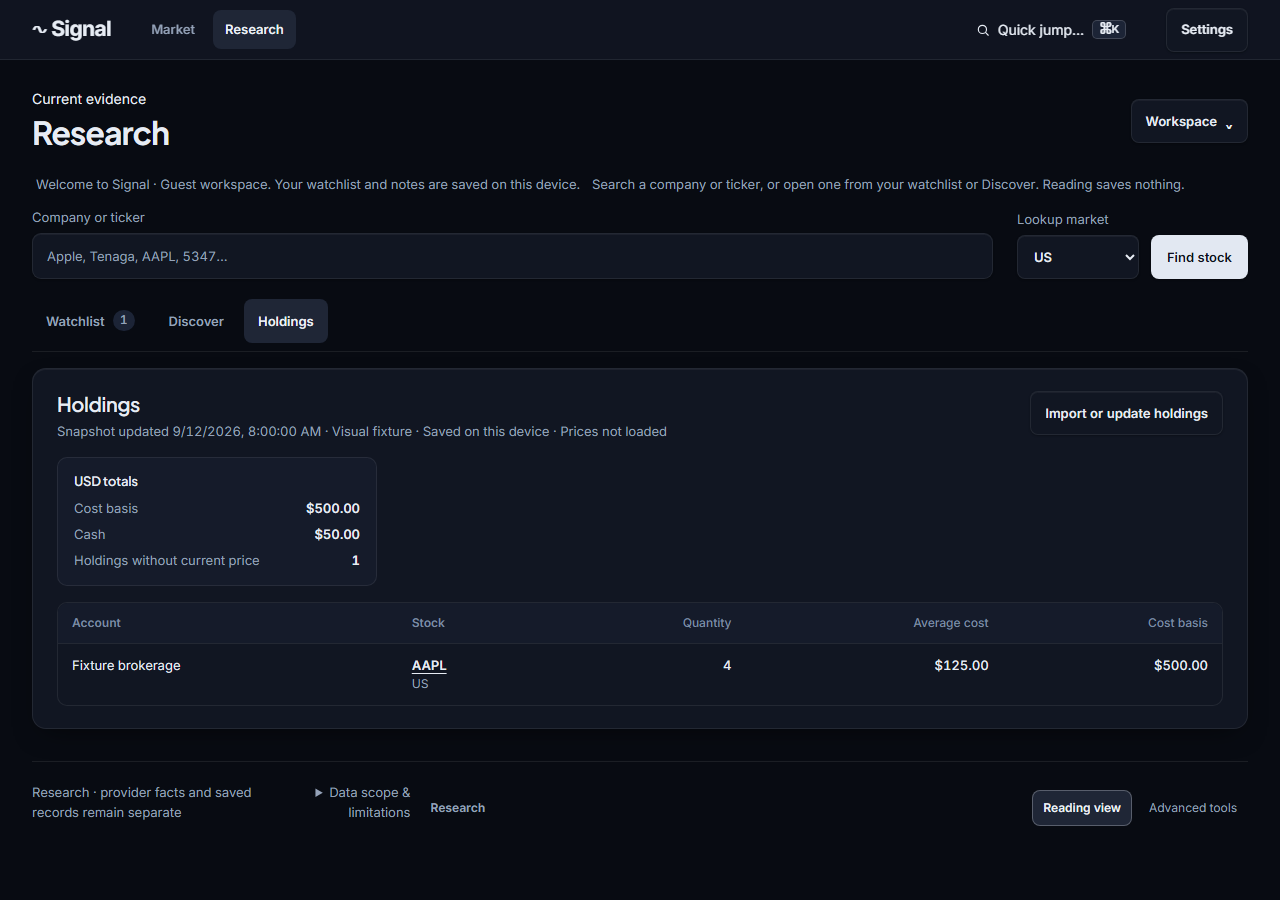 Signal
Market
Research
Quick jump...
⌘K
Settings
Current evidence
Research
Workspace
Welcome to Signal · Guest workspace. Your watchlist and notes are saved on this device. Search a company or ticker, or open one from your watchlist or Discover. Reading saves nothing.
Company or ticker
Lookup market
Apple, Tenaga, AAPL, 5347...
US
Find stock
Watchlist 1
Discover
Holdings
Holdings
Import or update holdings
Snapshot updated 9/12/2026, 8:00:00 AM · Visual fixture · Saved on this device · Prices not loaded
USD totals
Cost basis $500.00
Cash $50.00
Holdings without current price 1
Account Stock Quantity Average cost Cost basis
Fixture brokerage AAPL 4 $125.00 $500.00
US
Research · provider facts and saved
records remain separate
Data scope &
limitations
Research
Reading view
Advanced tools